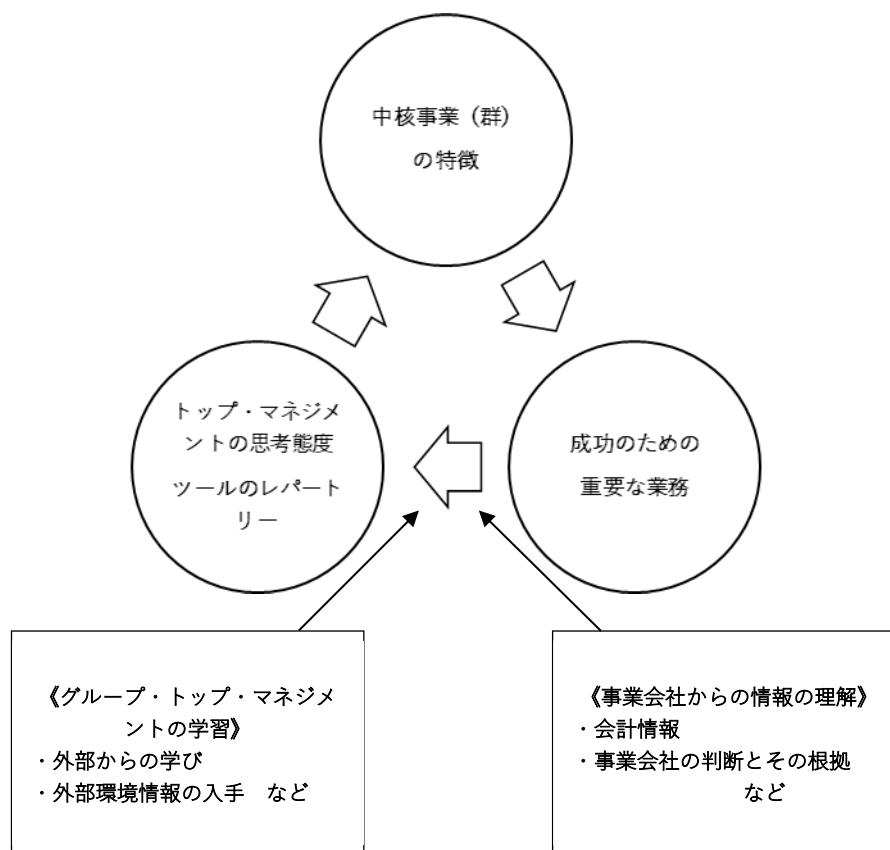 中核事業（群）
の特徴
トップ・マネジメ
ントの思考態度
ツールのレパート
リー
成功のための
重要な業務
《グループ・トップ・マネジメ
ントの学習》
・外部からの学び
・外部環境情報の入手　など
《事業会社からの情報の理解》
・会計情報
・事業会社の判断とその根拠
など